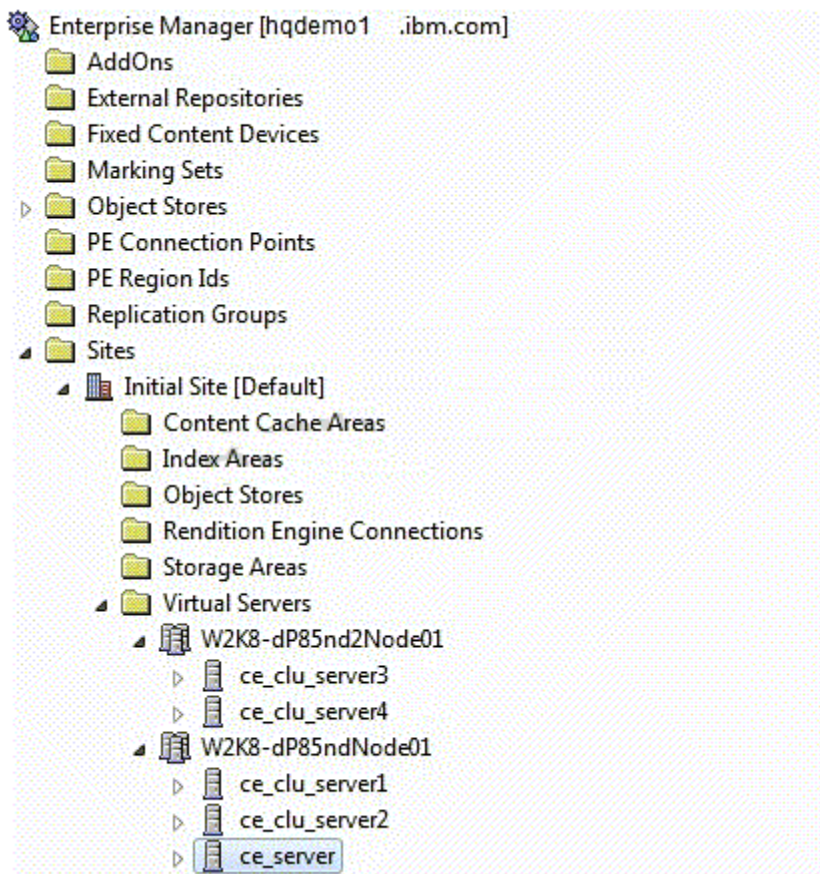 Enterprise Manager [hqdemo1 .ibm.com]
AddOns
External Repositories
Fixed Content Devices
Marking Sets
Object Stores
PE Connection Points
PE Region Ids
Replication Groups
Sites
Initial Site [Default]
Content Cache Areas
Index Areas
Object Stores
Rendition Engine Connections
Storage Areas
Virtual Servers
W2K8-dP85nd2Node01
ce_clu_server3
ce_clu_server4
W2K8-dP85ndNode01
ce_clu_server1
ce_clu_server2
ce_server